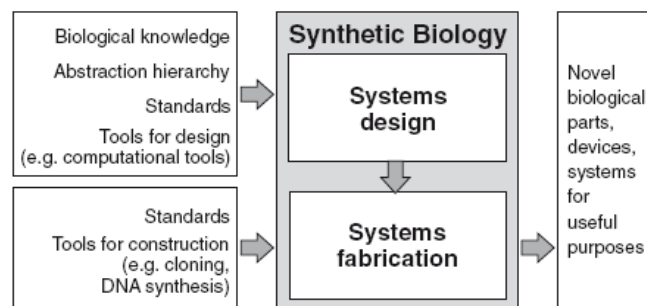 Biological knowledge
Abstraction hierarchy
Standards
Tools for design
(e.g. computational tools)
Standards
Tools for construction
(e.g. cloning,
DNA synthesis)
Synthetic Biology
Systems
design
Systems
fabrication
Novel
biological
parts,
devices,
systems
for
useful
purposes